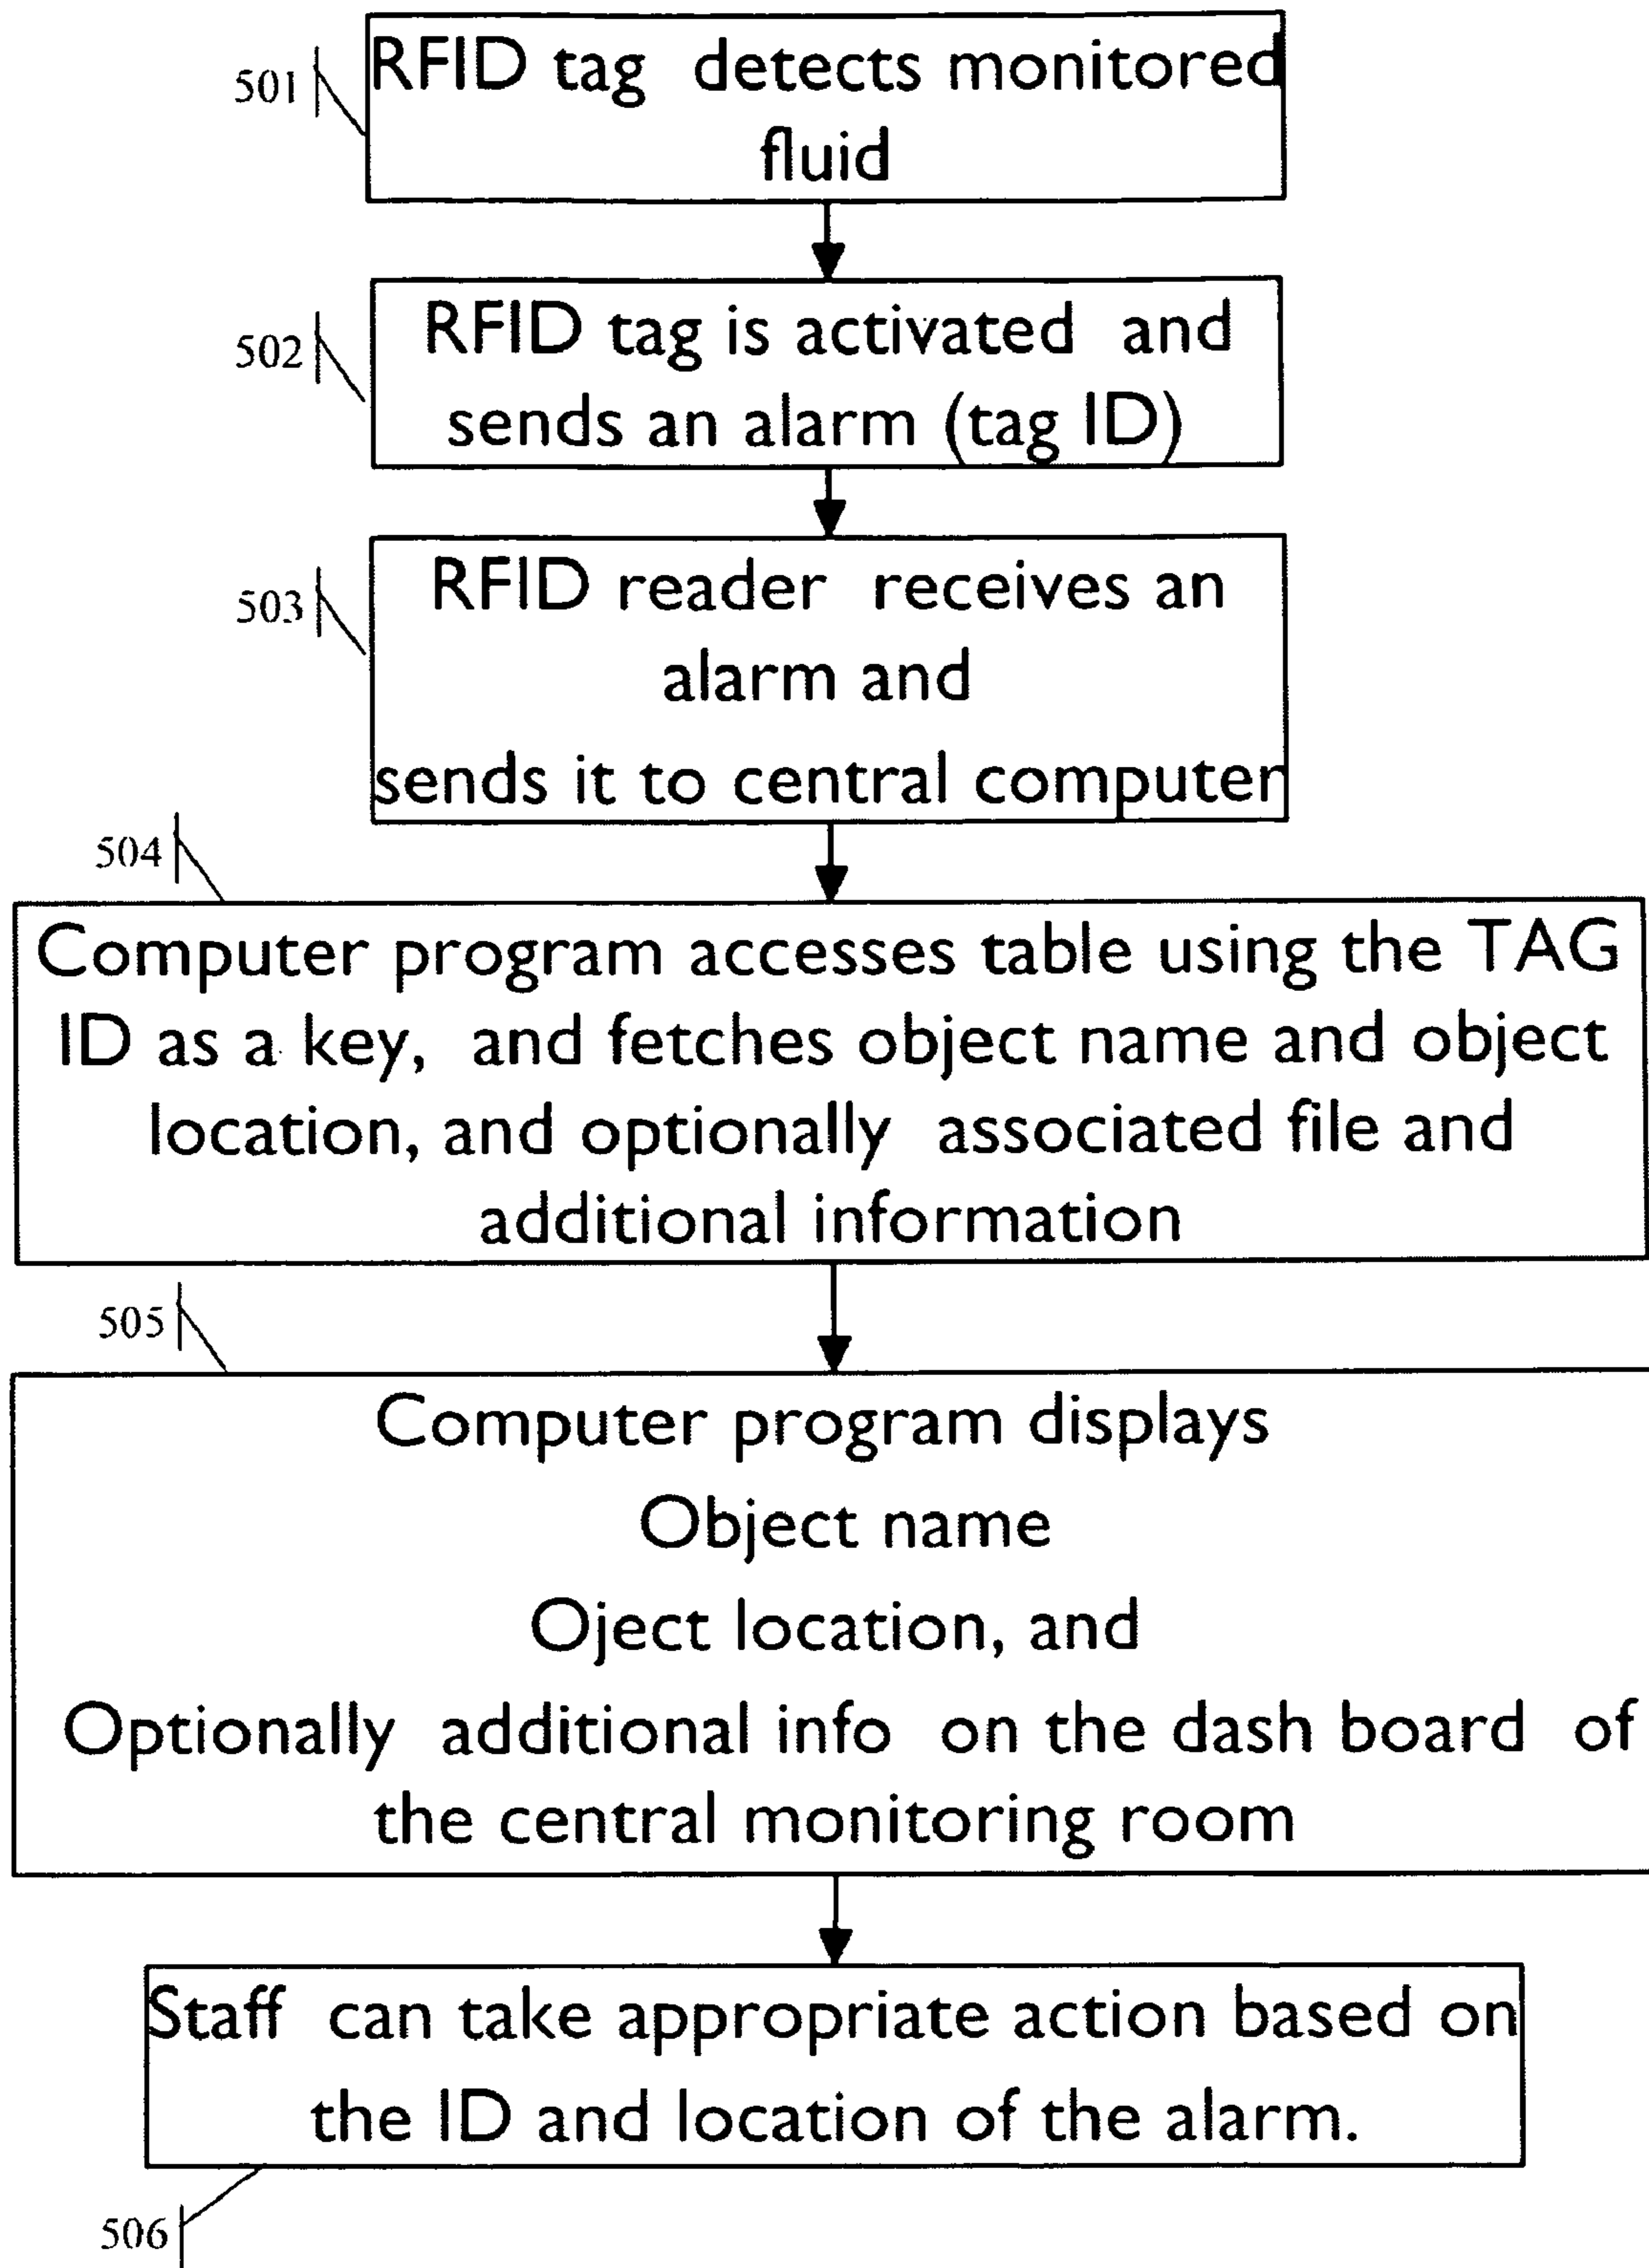 501
RFID tag detects monitored
fluid
502
RFID tag is activated and
sends an alarm (tag ID)
503
RFID reader receives an
alarm and
sends it to central computer
504
Computer program accesses table using the TAG
ID as a key, and fetches object name and object
location, and optionally associated file and
additional information
505
Computer program displays
Object name
Oject location, and
Optionally additional info on the dash board of
the central monitoring room
Staff can take appropriate action based on
the ID and location of the alarm.
506